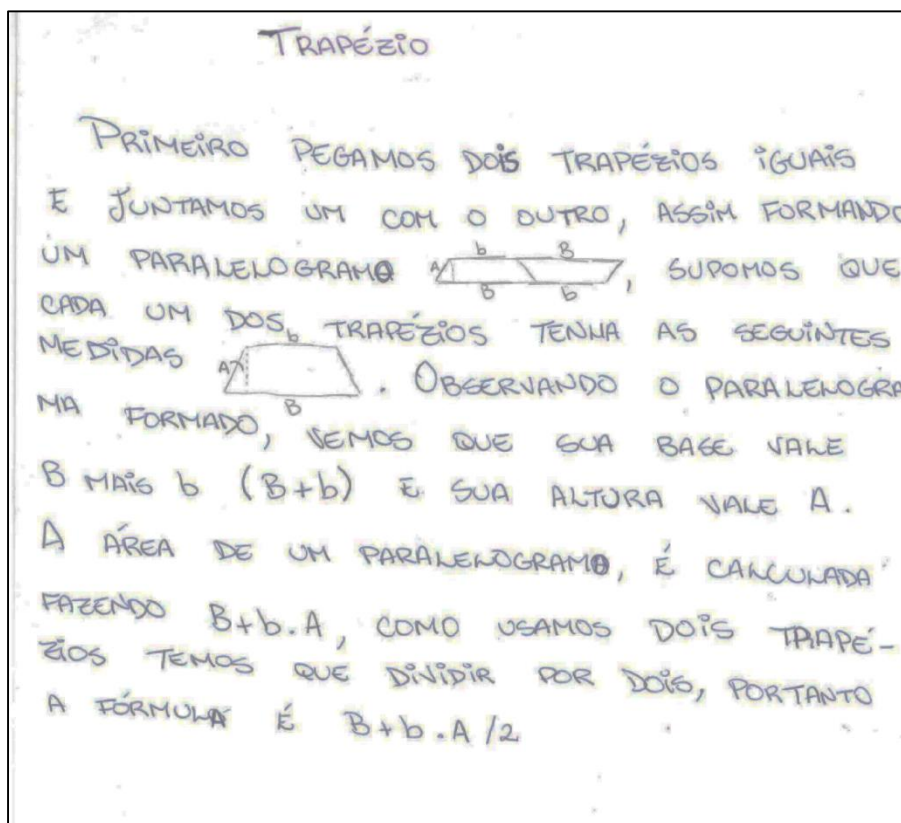 TRAPÉZIO
PRIMEIRO PEGAMOS DOIS TRAPÉZIOS IGUAIS
E JUNTAMOS UM COM O OUTRO, ASSIM FORMANDO
b B
UM PARALELOGRAMO A , SUPOMOS QUE
B b
CADA UM DOS TRAPÉZIOS TENHA AS SEGUINTES
b
MEDIDAS A . OBSERVANDO O PARALELOGRA
B
MA FORMADO, VEMOS QUE SUA BASE VALE
B MAIS b (B+b) E SUA ALTURA VALE A.
A ÁREA DE UM PARALELOGRAMO, É CALCULADA
FAZENDO B+b.A, COMO USAMOS DOIS TRAPÉ-
ZIOS TEMOS QUE DIVIDIR POR DOIS, PORTANTO
A FÓRMULA É B+b.A/2